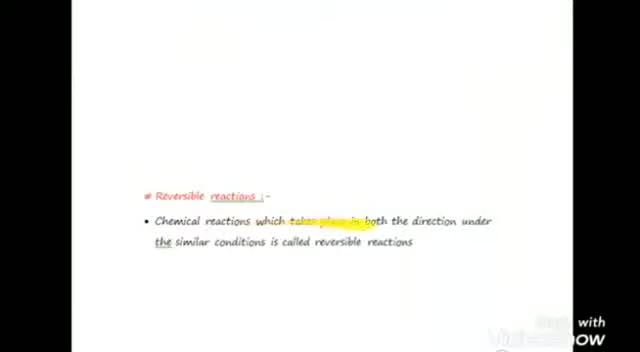 # Reversible reactions :-
• Chemical reactions which takes place in both the direction under
the similar conditions is called reversible reactions
with